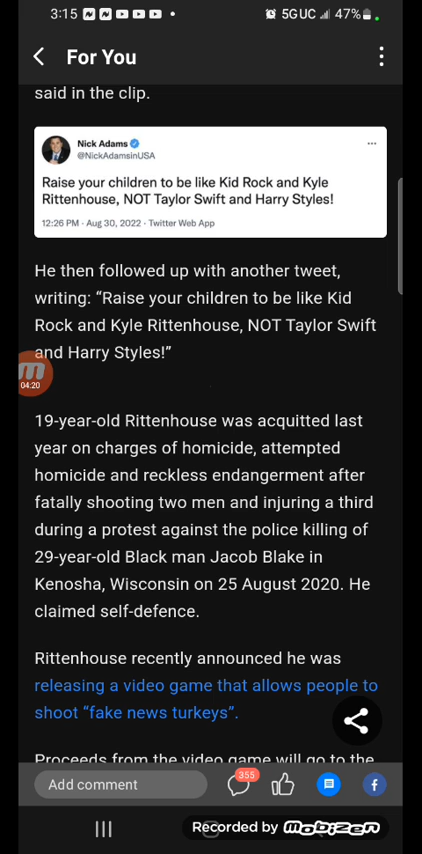 3:15 N N • 5GUC 47%
For You
said in the clip.
Nick Adams
@NickAdamsinUSA
Raise your children to be like Kid Rock and Kyle
Rittenhouse, NOT Taylor Swift and Harry Styles!
12:26 PM · Aug 30, 2022 · Twitter Web App
He then followed up with another tweet,
writing: “Raise your children to be like Kid
Rock and Kyle Rittenhouse, NOT Taylor Swift
and Harry Styles!”
m
04:20
19-year-old Rittenhouse was acquitted last
year on charges of homicide, attempted
homicide and reckless endangerment after
fatally shooting two men and injuring a third
during a protest against the police killing of
29-year-old Black man Jacob Blake in
Kenosha, Wisconsin on 25 August 2020. He
claimed self-defence.
Rittenhouse recently announced he was
releasing a video game that allows people to
shoot “fake news turkeys”.
Proceeds from the video game will go to the
Add comment
355
f
Recorded by mobizen